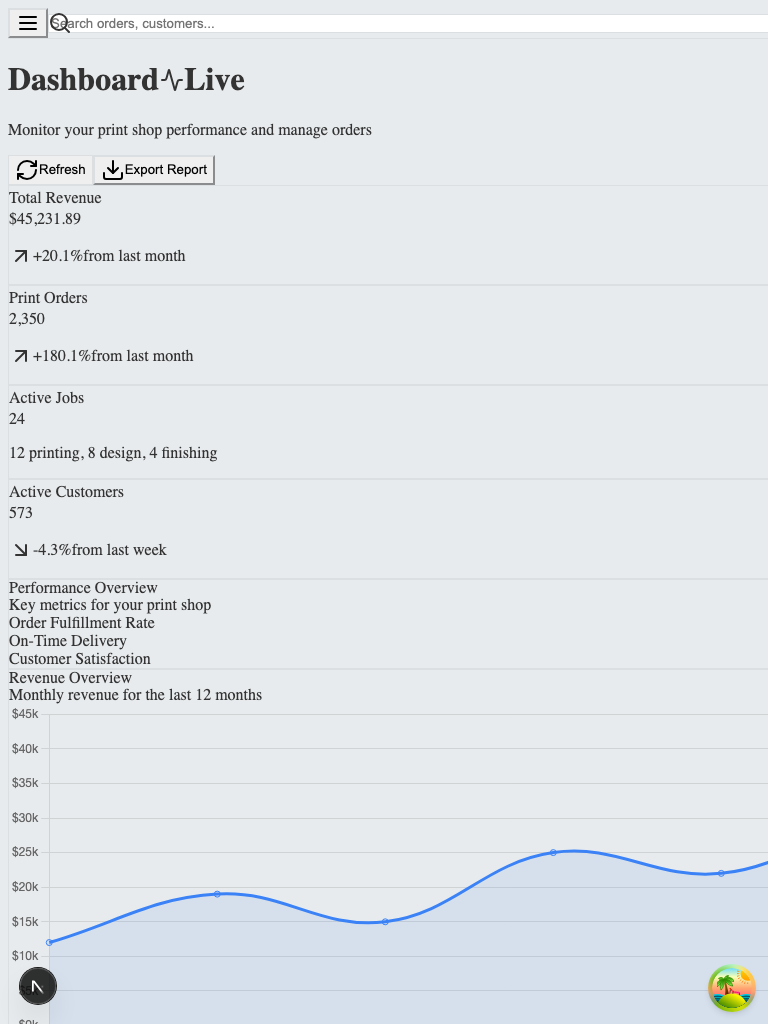 Search orders, customers...
Dashboard Live
Monitor your print shop performance and manage orders
Refresh Export Report
Total Revenue
$45,231.89
+20.1%from last month
Print Orders
2,350
+180.1%from last month
Active Jobs
24
12 printing, 8 design, 4 finishing
Active Customers
573
-4.3%from last week
Performance Overview
Key metrics for your print shop
Order Fulfillment Rate
On-Time Delivery
Customer Satisfaction
Revenue Overview
Monthly revenue for the last 12 months
$45k
$40k
$35k
$30k
$25k
$20k
$15k
$10k